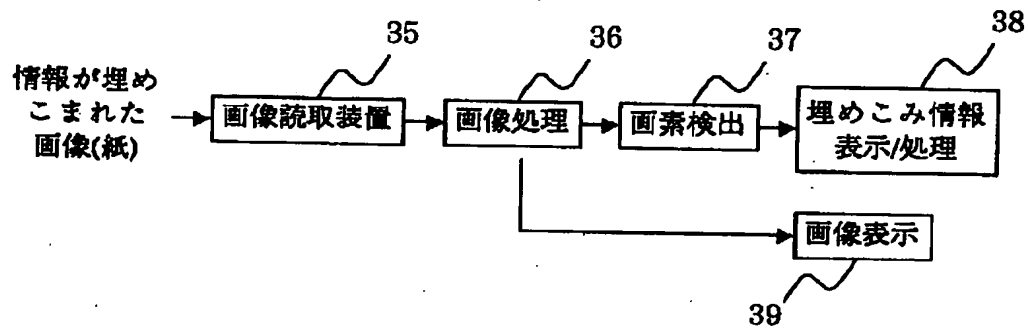 35
36
37
38
情報が埋め
こまれた
画像(紙)
画像読取装置
画像処理
画素検出
埋めこみ情報
表示/処理
画像表示
39